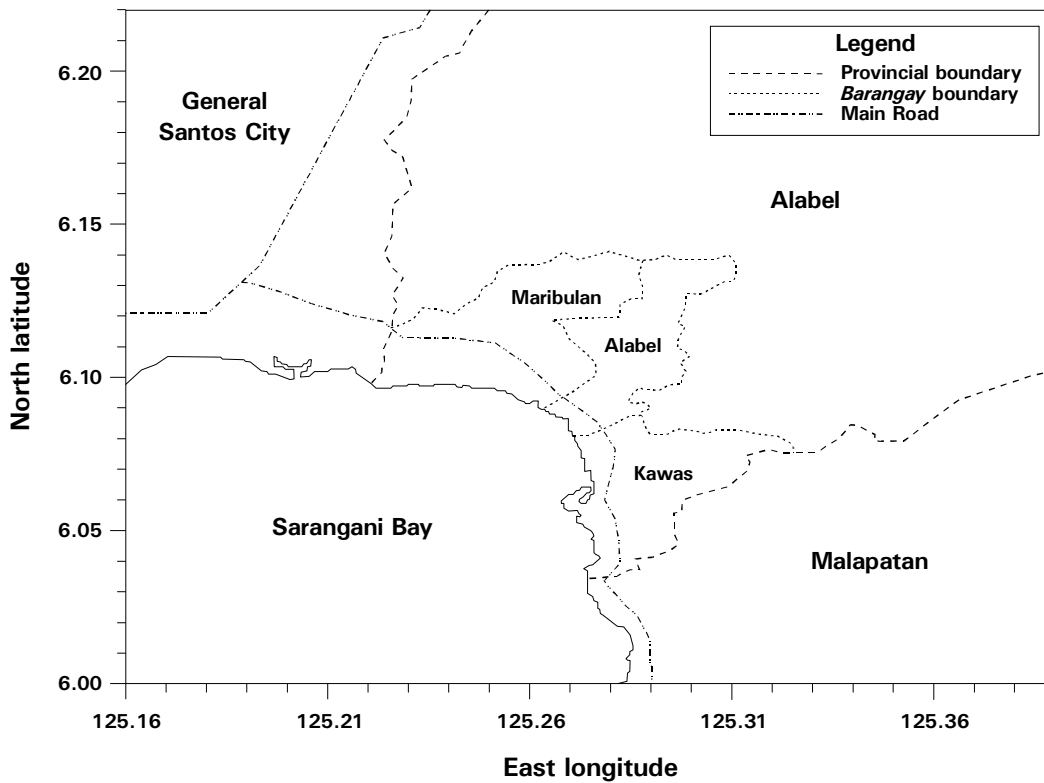 Legend
Provincial boundary
Barangay boundary
Main Road
General
Santos City
Alabel
Maribulan
Alabel
Kawas
Sarangani Bay
Malapatan
North latitude
6.20
6.15
6.10
6.05
6.00
125.16
125.21
125.26
125.31
125.36
East longitude